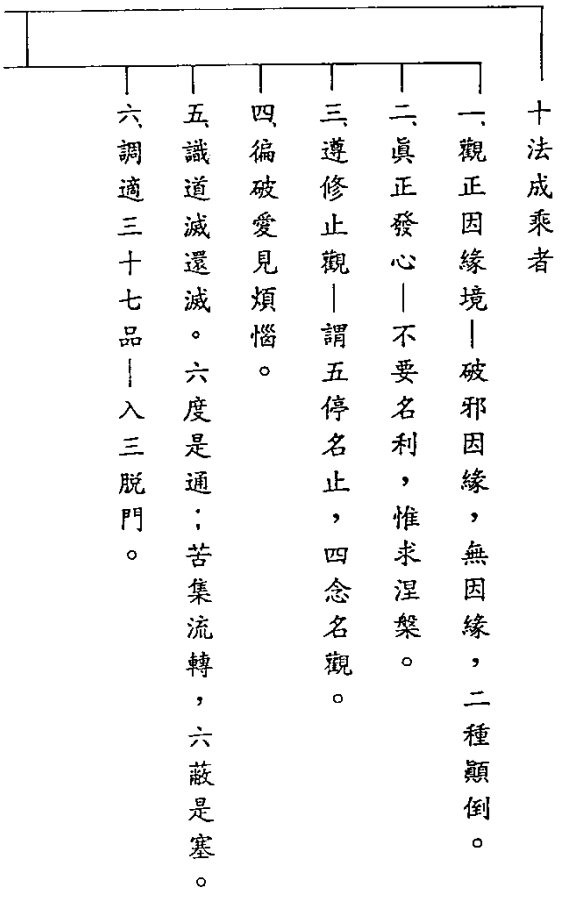 十法成乘者
一、觀正因緣境—破邪因緣，無因緣，二種顚倒。
二、眞正發心—不要名利，惟求涅槃。
三、遵修止觀—謂五停名止，四念名觀。
四、徧破愛見煩惱。
五、識道滅還滅。六度是通；苦集流轉，六蔽是塞。
六、調適三十七品—入三脫門。